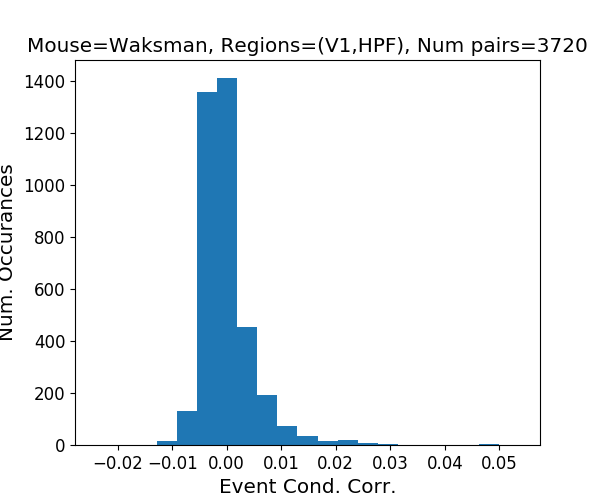 Mouse=Waksman, Regions=(V1,HPF), Num pairs=3720
1400
1200
1000
800
600
400
200
0
Num. Occurances
−0.02 −0.01 0.00 0.01 0.02 0.03 0.04 0.05
Event Cond. Corr.